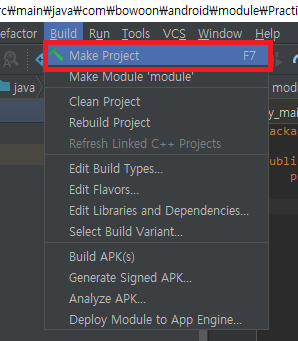 rc₩main₩java₩com₩bowoon₩android₩module₩Practi
efactor Build Run Tools VCS Window Help
Make Project F7
java
Make Module 'module'
mod
Clean Project
y_mai
Rebuild Project
acka
Refresh Linked C++ Projects
ubli
Edit Build Types...
p
Edit Flavors...
Edit Libraries and Dependencies...
Select Build Variant...
Build APK(s)
Generate Signed APK...
Analyze APK...
Deploy Module to App Engine...